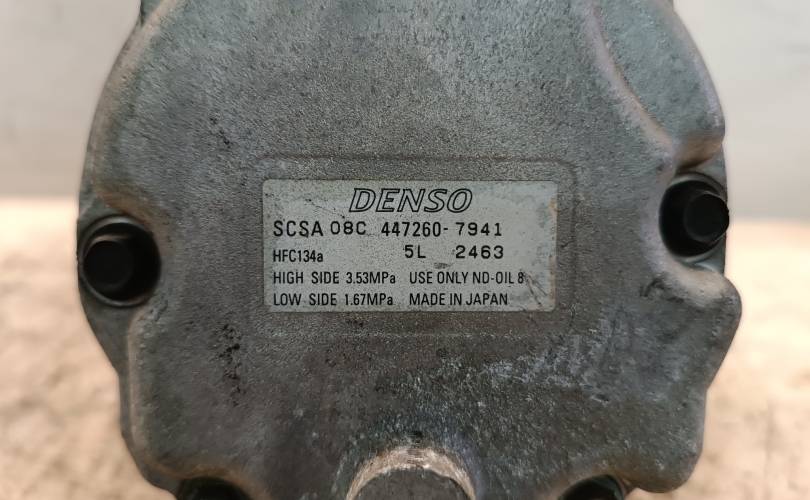 DENSO
SCSA 08C 447260-7941
HFC134a 5L 2463
HIGH SIDE 3.53MPa USE ONLY ND-OIL 8
LOW SIDE 1.67MPa MADE IN JAPAN